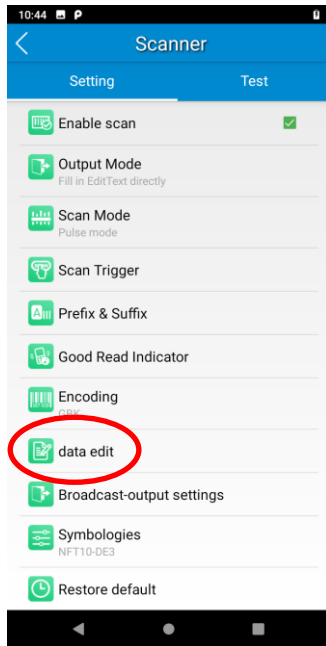 10:44
Scanner
Setting Test
Enable scan
Output Mode
Fill in EditText directly
Scan Mode
Pulse mode
Scan Trigger
Prefix & Suffix
Good Read Indicator
Encoding
GBK
data edit
Broadcast-output settings
Symbologies
NFT10-DE3
Restore default